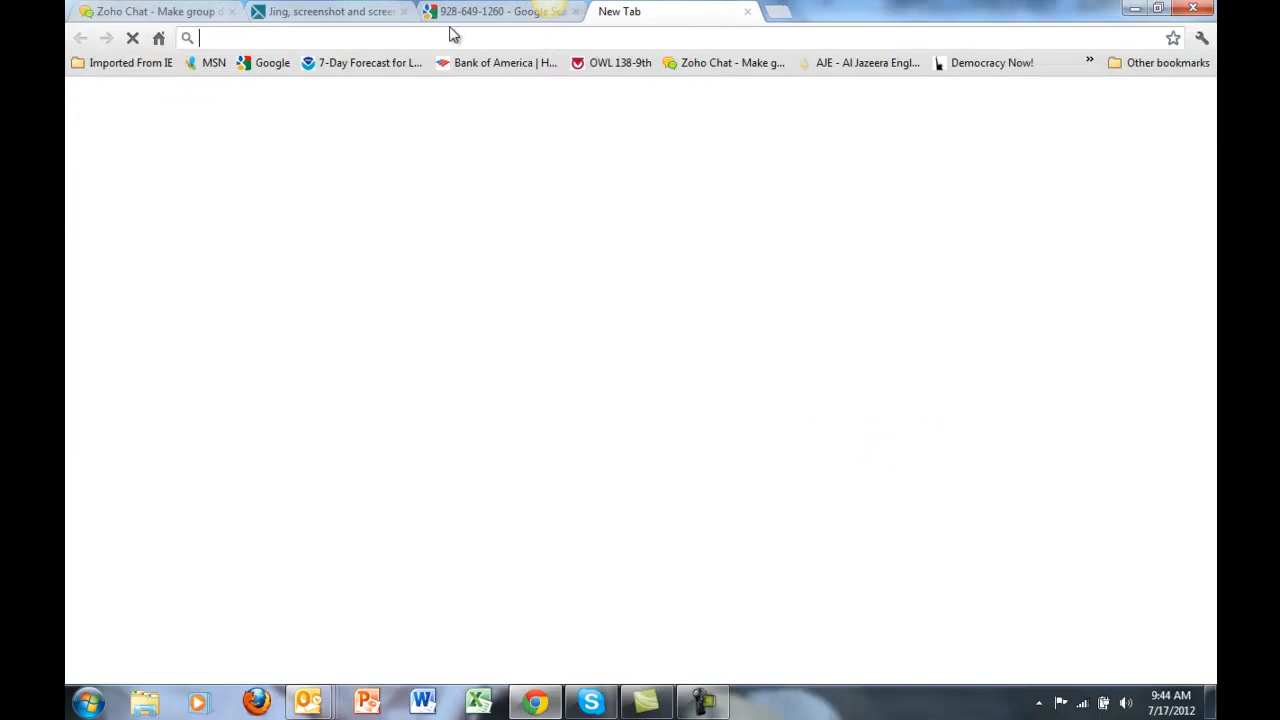 Zoho Chat - Make group d
Jing, screenshot and screen
928-649-1260 - Google Sea
New Tab
Imported From IE
MSN
Google
7-Day Forecast for L...
Bank of America | H...
OWL 138-9th
Zoho Chat - Make g...
AJE - Al Jazeera Engl...
Democracy Now!
»
Other bookmarks
9:44 AM
7/17/2012